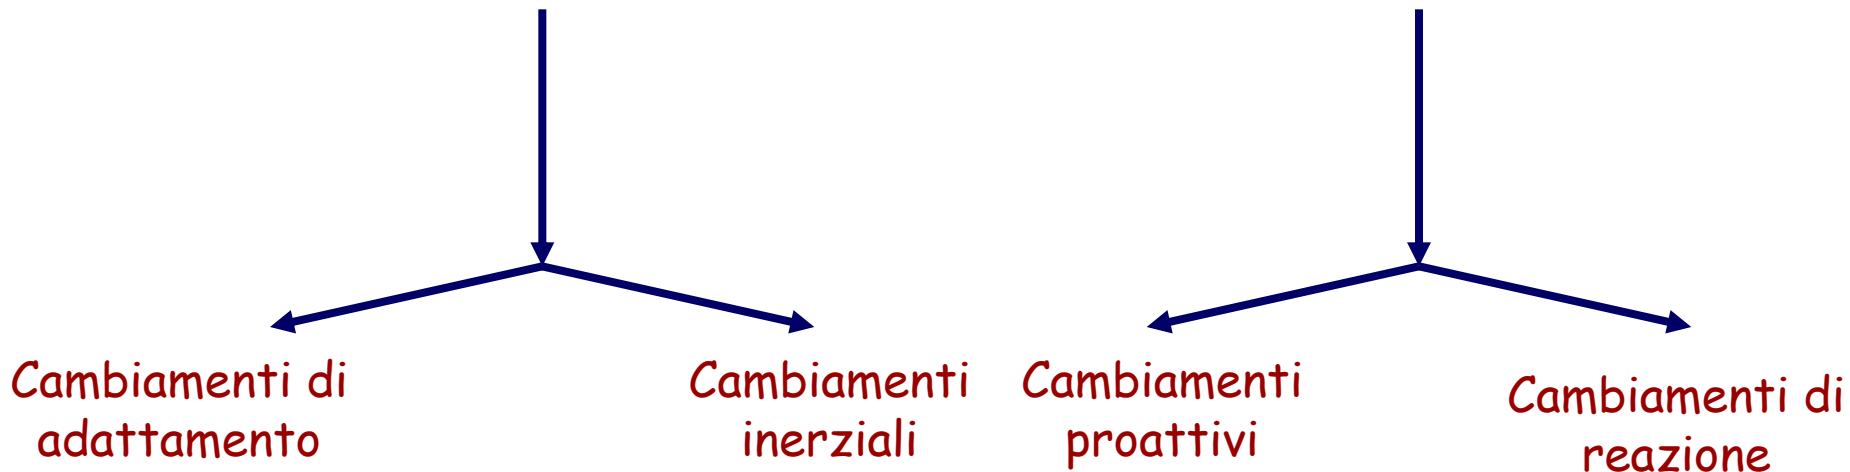 Cambiamenti di
adattamento
Cambiamenti
inerziali
Cambiamenti
proattivi
Cambiamenti di
reazione